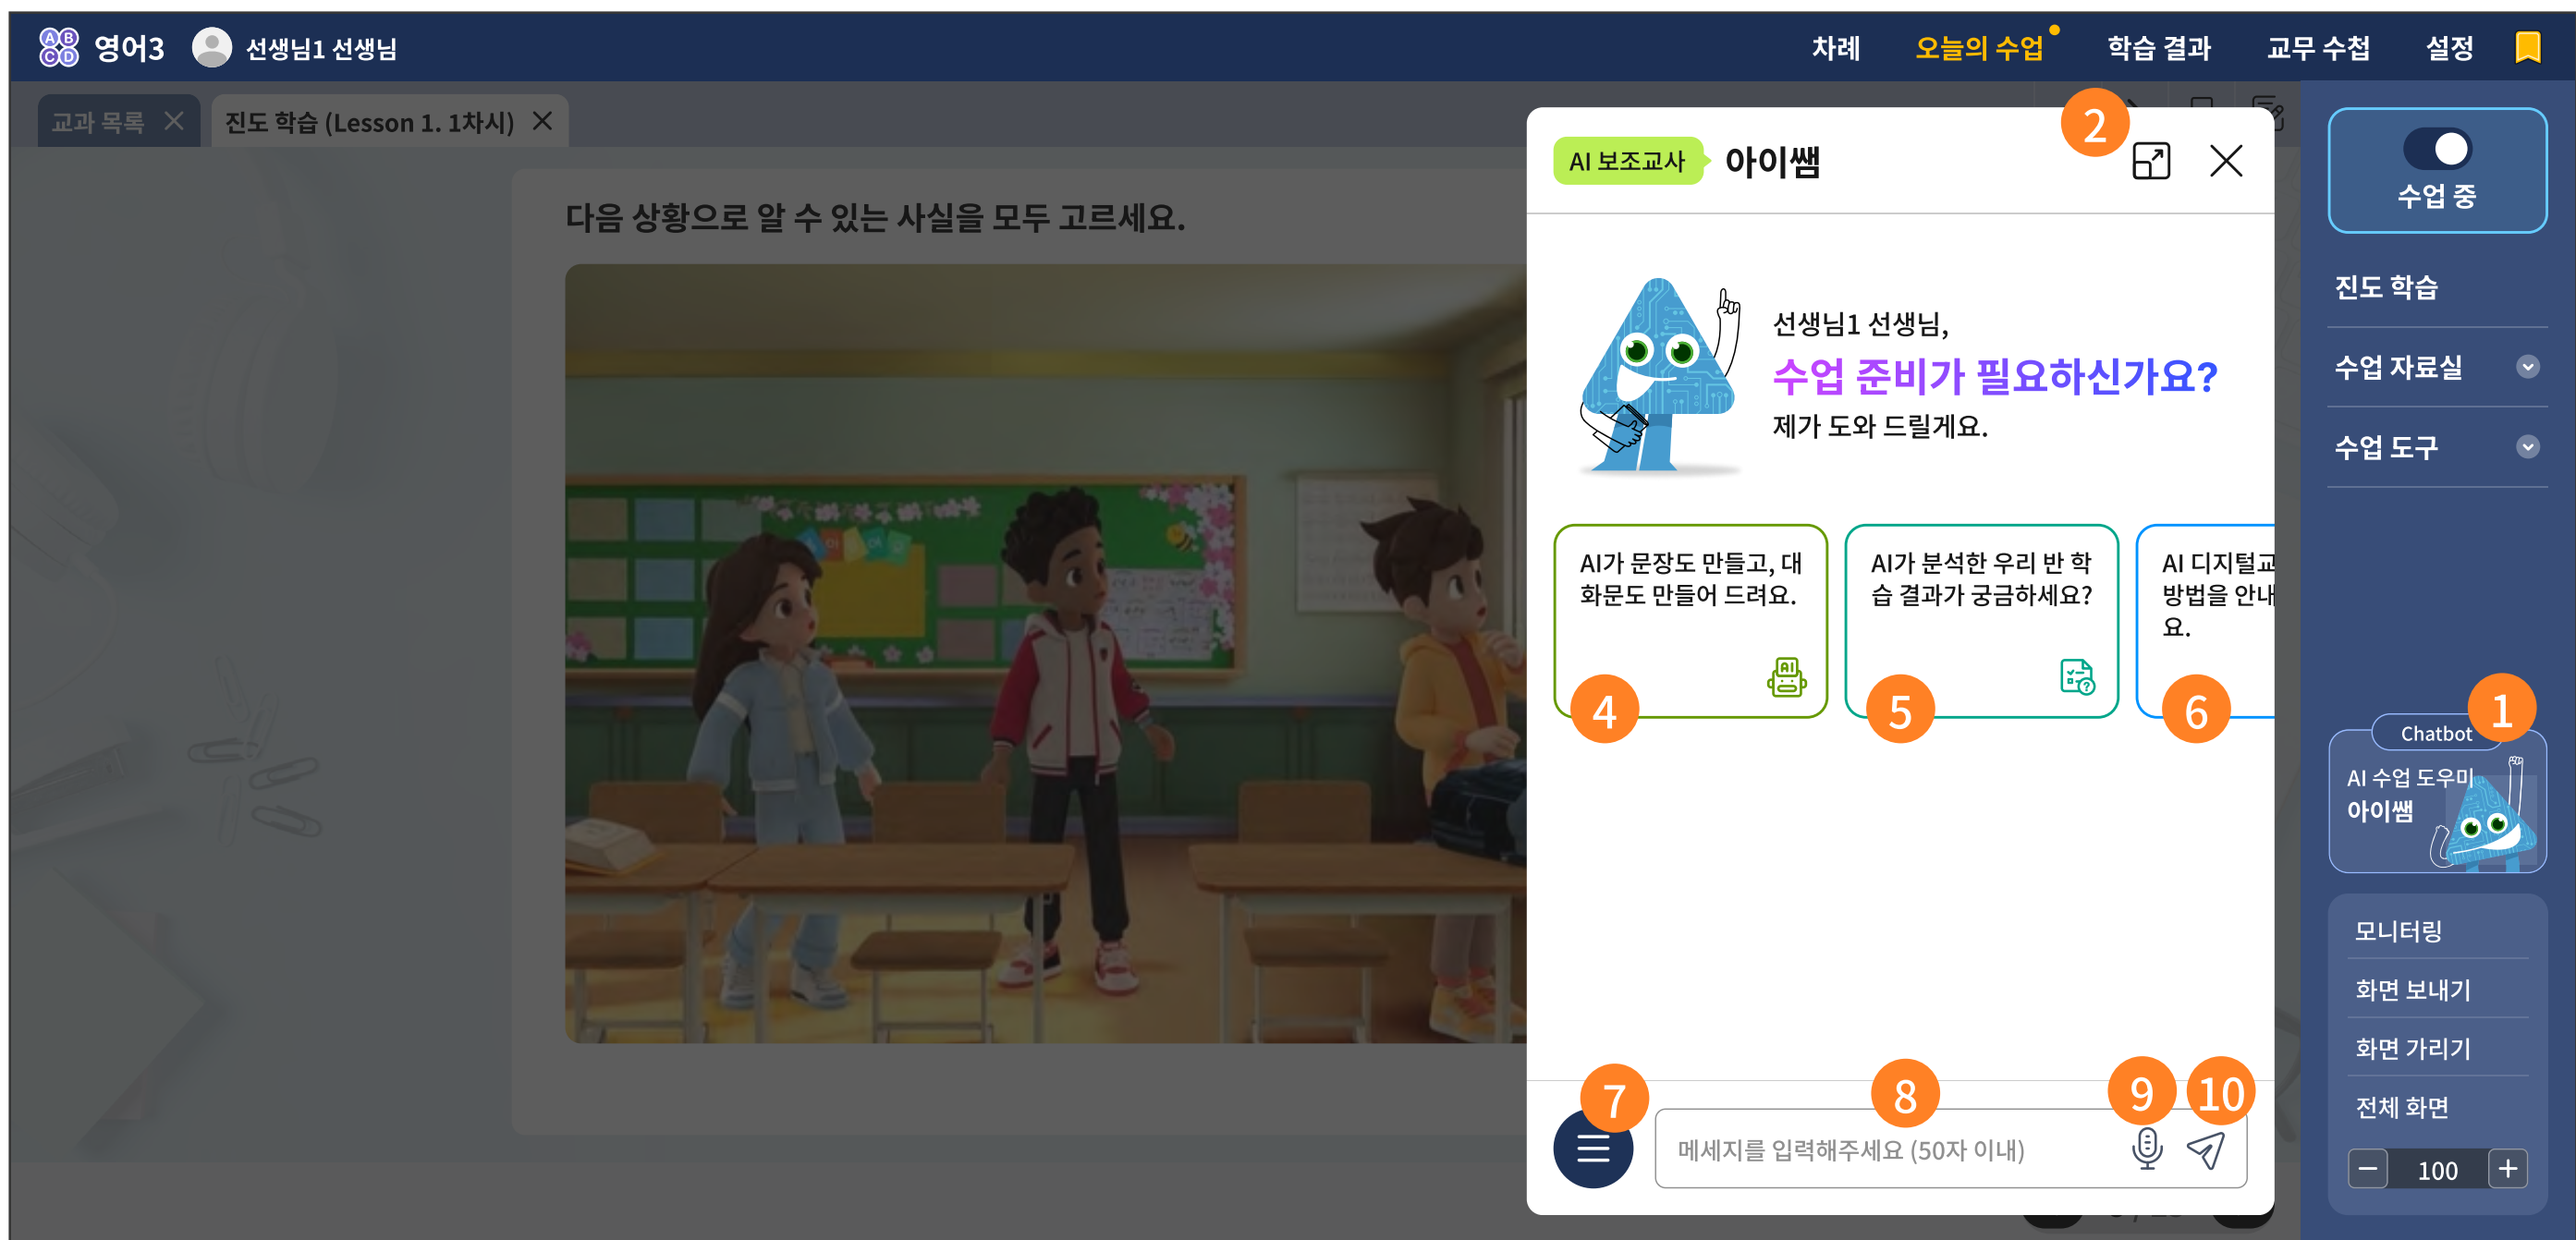 A B C D
영어3
선생님1 선생님
차례
오늘의 수업
학습 결과
교무 수첩
설정
교과 목록
진도 학습 (Lesson 1. 1차시)
다음 상황으로 알 수 있는 사실을 모두 고르세요.
AI 보조교사
아이쌤
2
선생님1 선생님,
수업 준비가 필요하신가요?
제가 도와 드릴게요.
AI가 문장도 만들고, 대
화문도 만들어 드려요.
AI
4
AI가 분석한 우리 반 학
습 결과가 궁금하세요?
5
AI 디지털교
방법을 안내
요.
6
7
8
9
10
메세지를 입력해주세요 (50자 이내)
수업 중
진도 학습
수업 자료실
수업 도구
1
Chatbot
AI 수업 도우미
아이쌤
모니터링
화면 보내기
화면 가리기
전체 화면
100